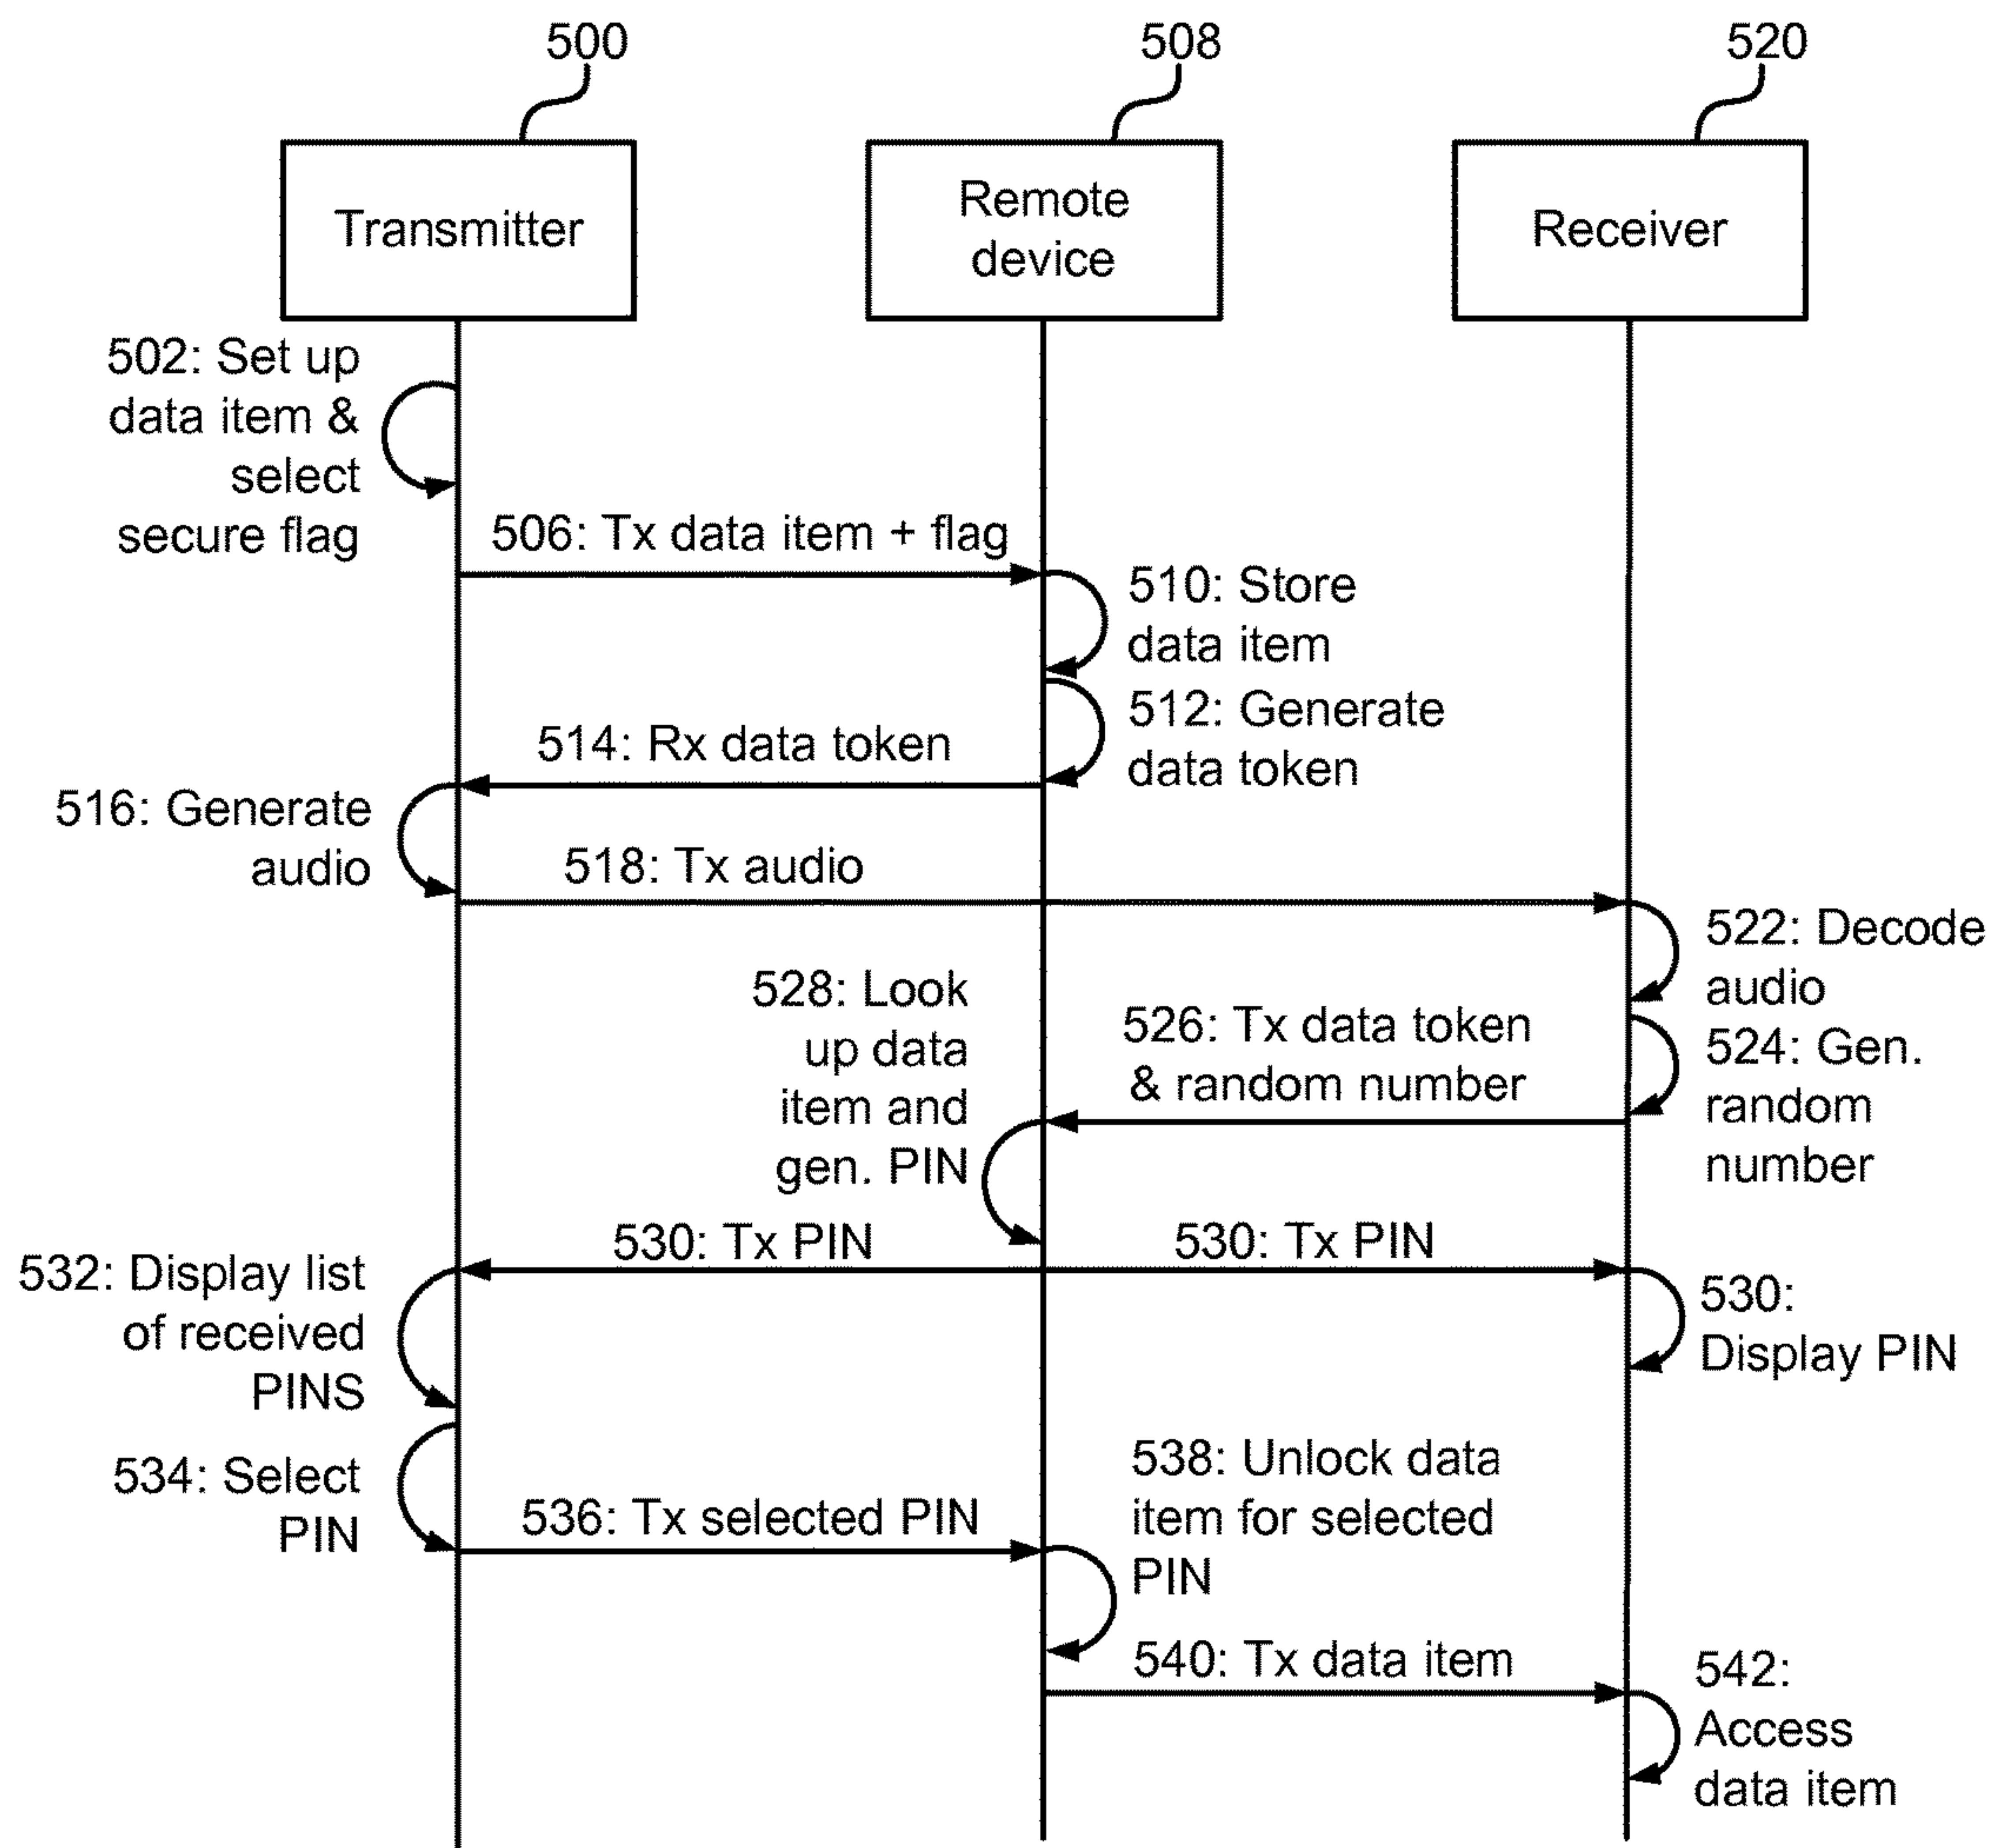 500
508
520
Transmitter
Remote
device
Receiver
502: Set up
data item &
select
secure flag
506: Tx data item + flag
510: Store
data item
512: Generate
data token
514: Rx data token
516: Generate
audio
518: Tx audio
522: Decode
audio
524: Gen.
random
number
526: Tx data token
& random number
528: Look
up data
item and
gen. PIN
530: Tx PIN
530: Tx PIN
530:
Display PIN
532: Display list
of received
PINS
534: Select
PIN
536: Tx selected PIN
538: Unlock data
item for selected
PIN
540: Tx data item
542:
Access
data item